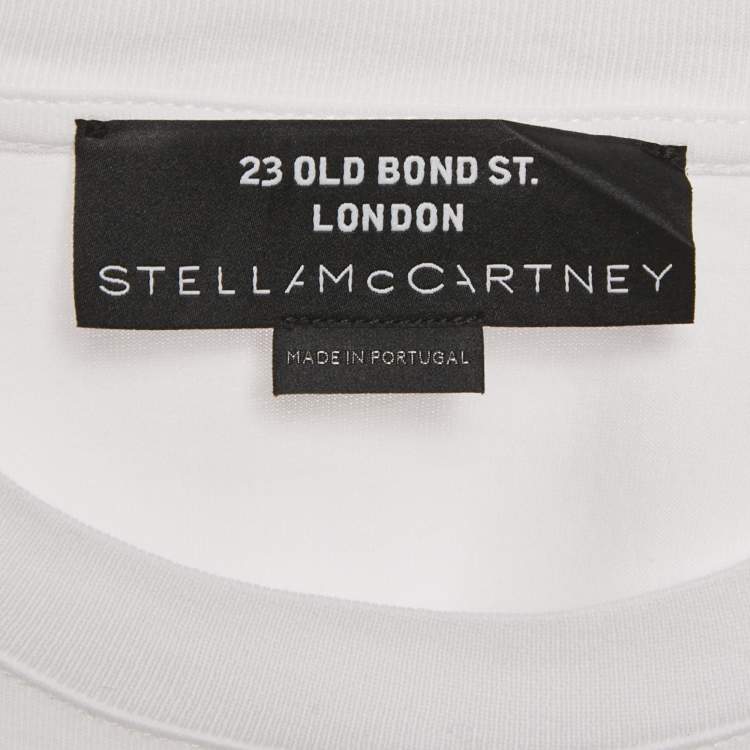 23 OLD BOND ST.
LONDON
STELLAMcCARTNEY
MADE IN PORTUGAL